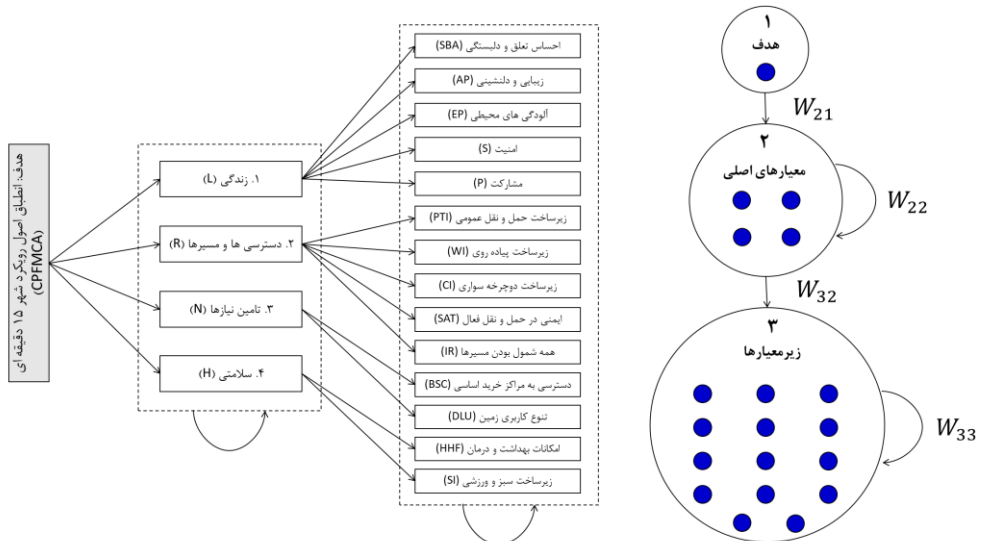 هدف: انطباق اصول رویکرد شهر ۱۵ دقیقه ای
(CPFMCA)
۱. زندگی (L)
۲. دسترسی ها و مسیرها (R)
۳. تامین نیازها (N)
۴. سلامتی (H)
احساس تعلق و دلبستگی (SBA)
زیبایی و دلنشینی (AP)
آلودگی های محیطی (EP)
امنیت (S)
مشارکت (P)
زیرساخت حمل و نقل عمومی (PTI)
زیرساخت پیاده روی (WI)
زیرساخت دوچرخه سواری (CI)
ایمنی در حمل و نقل فعال (SAT)
همه شمول بودن مسیرها (IR)
دسترسی به مراکز خرید اساسی (BSC)
تنوع کاربری زمین (DLU)
امکانات بهداشت و درمان (HHF)
زیرساخت سبز و ورزشی (SI)
۱
هدف
W21
۲
معیارهای اصلی
W22
W32
۳
زیرمعیارها
W33